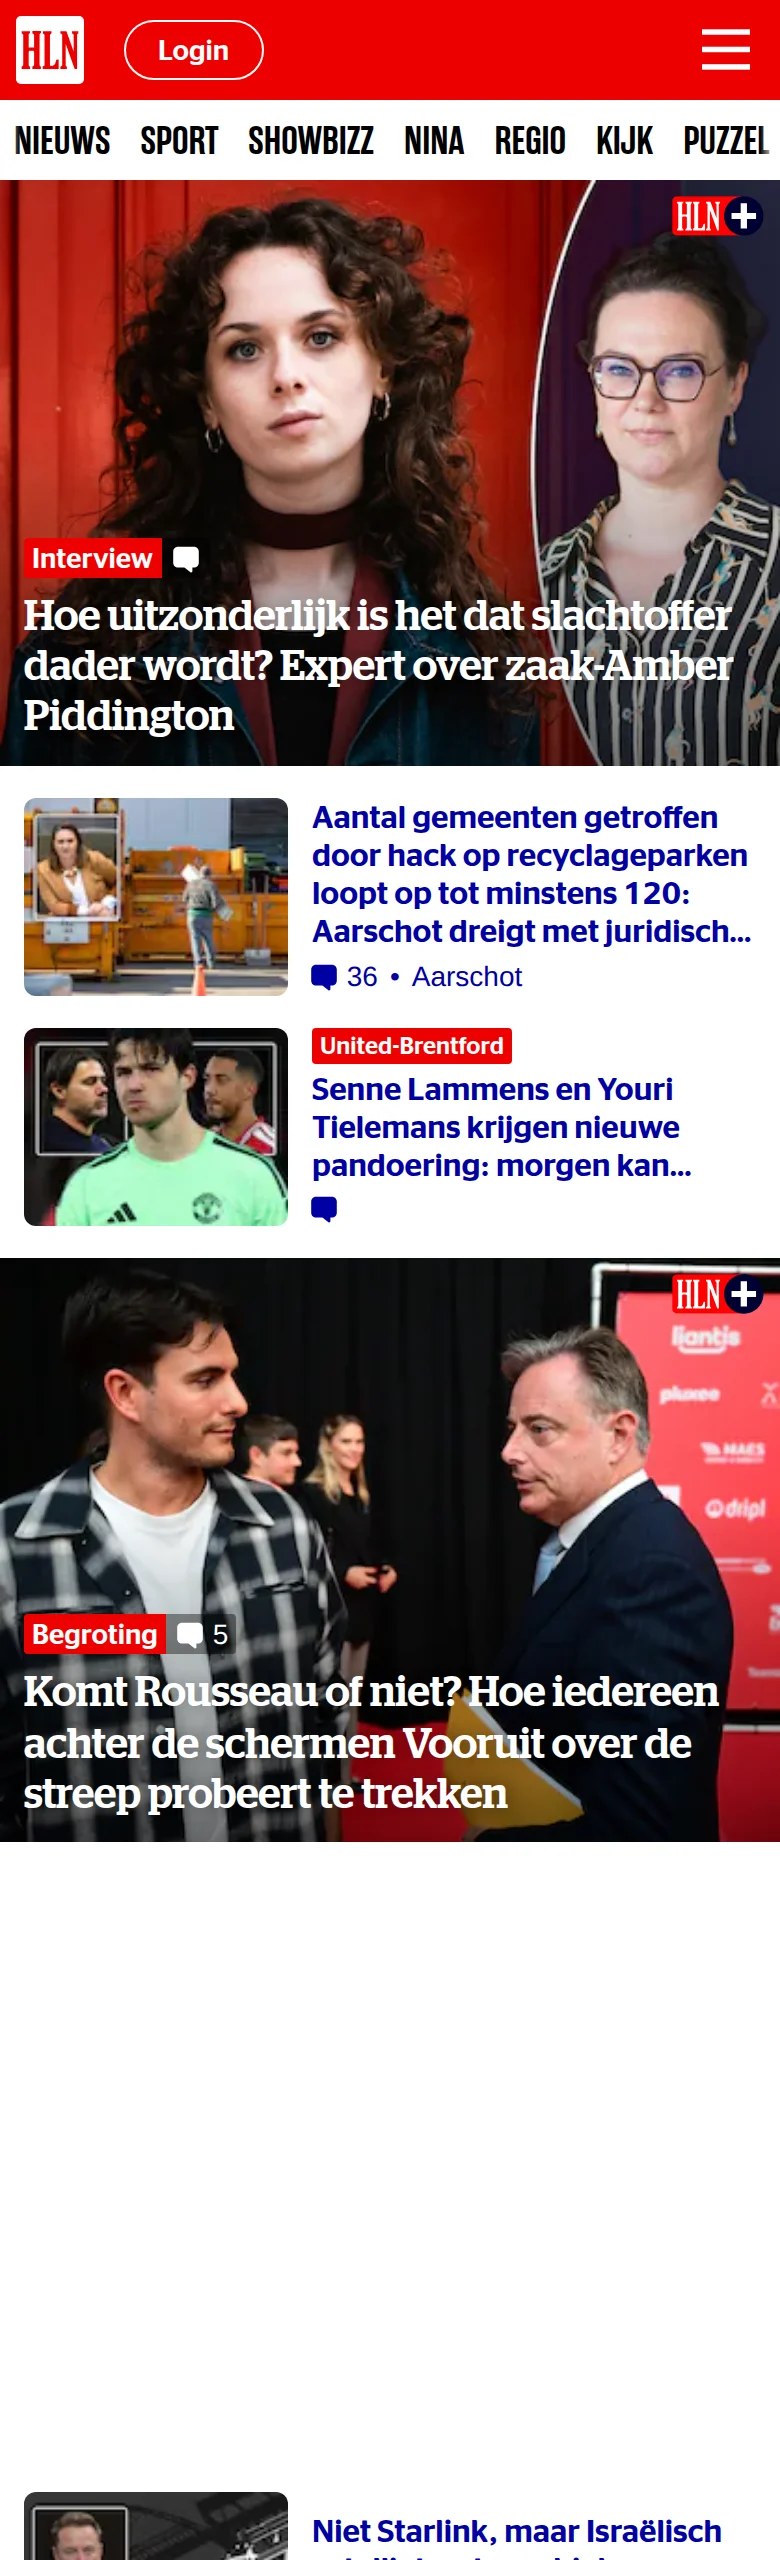 HLN
Login
NIEUWS SPORT SHOWBIZZ NINA REGIO KIJK PUZZEL
HLN+
Interview
Hoe uitzonderlijk is het dat slachtoffer
dader wordt? Expert over zaak-Amber
Piddington
Aantal gemeenten getroffen
door hack op recyclageparken
loopt op tot minstens 120:
Aarschot dreigt met juridisch...
36 • Aarschot
United-Brentford
Senne Lammens en Youri
Tielemans krijgen nieuwe
pandoering: morgen kan...
HLN+
liantis
pluxee
MAES
dripl
Begroting 5
Komt Rousseau of niet? Hoe iedereen
achter de schermen Vooruit over de
streep probeert te trekken
Niet Starlink, maar Israëlisch